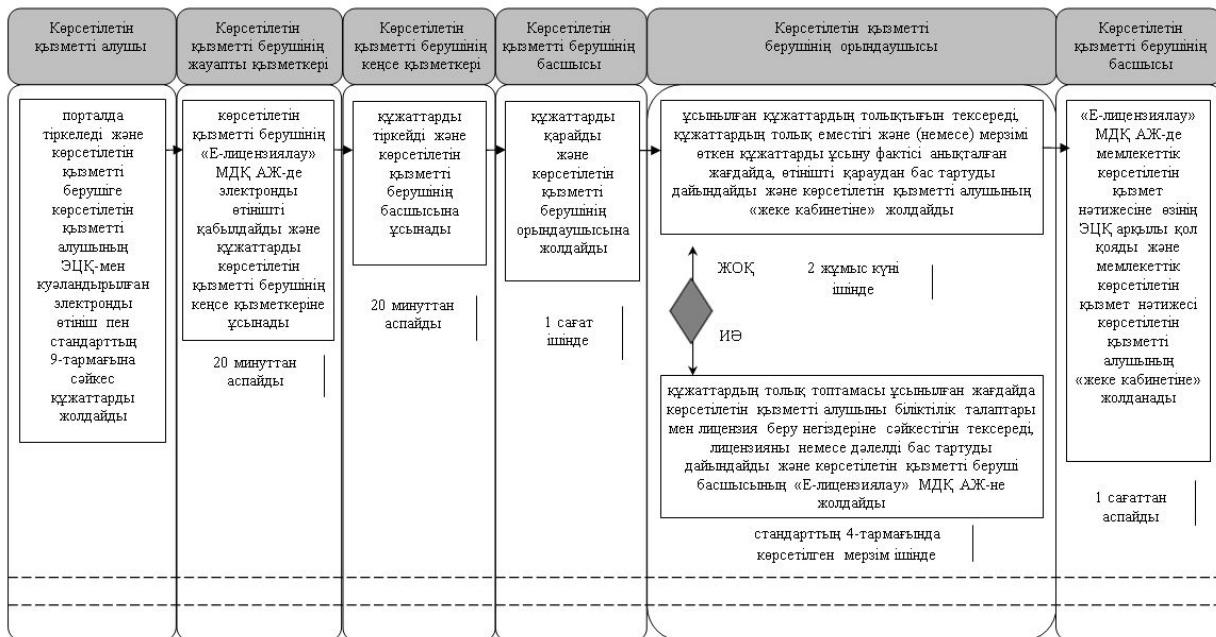 Көрсетілетін
қызметті алушы
Көрсетілетін
қызметті берушінің
жауапты қызметкері
Көрсетілетін
қызметті берушінің
кеңсе қызметкері
Көрсетілетін
қызметті берушінің
басшысы
Көрсетілетін қызметті
берушінің орындаушысы
Көрсетілетін
қызметті берушінің
басшысы
порталда
тіркеледі және
көрсетілетін
қызметті
берушіге
көрсетілетін
қызметті
алушының
ЭЦҚ-мен
куәландырылған
электронды
өтініш пен
стандарттың
9-тармағына
сәйкес
құжаттарды
жолдайды
көрсетілетін
қызметті берушінің
«Е-лицензиялау»
МДҚ АЖ-де
электронды
өтінішті
қабылдайды және
құжаттарды
көрсетілетін
қызметті берушінің
кеңсе қызметкеріне
ұсынады
20 минуттан
аспайды
құжаттарды
тіркейді және
көрсетілетін
қызметті
берушінің
басшысына
ұсынады
20 минуттан
аспайды
құжаттарды
қарайды
және
көрсетілетін
қызметті
берушінің
орындаушысына
жолдайды
1 сағат
ішінде
ұсынылған құжаттардың толықтығын тексереді,
құжаттардың толық еместігі және (немесе) мерзімі
өткен құжаттарды ұсыну фактісі анықталған
жағдайда, өтінішті қараудан бас тартуды
дайындайды және көрсетілетін қызметті алушының
«жеке кабинетіне» жолдайды
ЖОҚ
2 жұмыс күні
ішінде
ИӘ
құжаттардың толық топтамасы ұсынылған жағдайда
көрсетілетін қызметті алушыны біліктілік талаптары
мен лицензия беру негіздеріне сәйкестігін тексереді,
лицензияны немесе дәлелді бас тартуды
дайындайды және көрсетілетін қызметті беруші
басшысының «Е-лицензиялау» МДҚ АЖ-не
жолдайды
стандарттың 4-тармағында
көрсетілген мерзім ішінде
«Е-лицензиялау»
МДҚ АЖ-де
мемлекеттік
көрсетілетін
қызмет
нәтижесіне өзінің
ЭЦҚ арқылы қол
қояды және
мемлекеттік
көрсетілетін
қызмет нәтижесі
көрсетілетін
қызметті
алушының
«жеке кабинетіне»
жолданады
1 сағаттан
аспайды